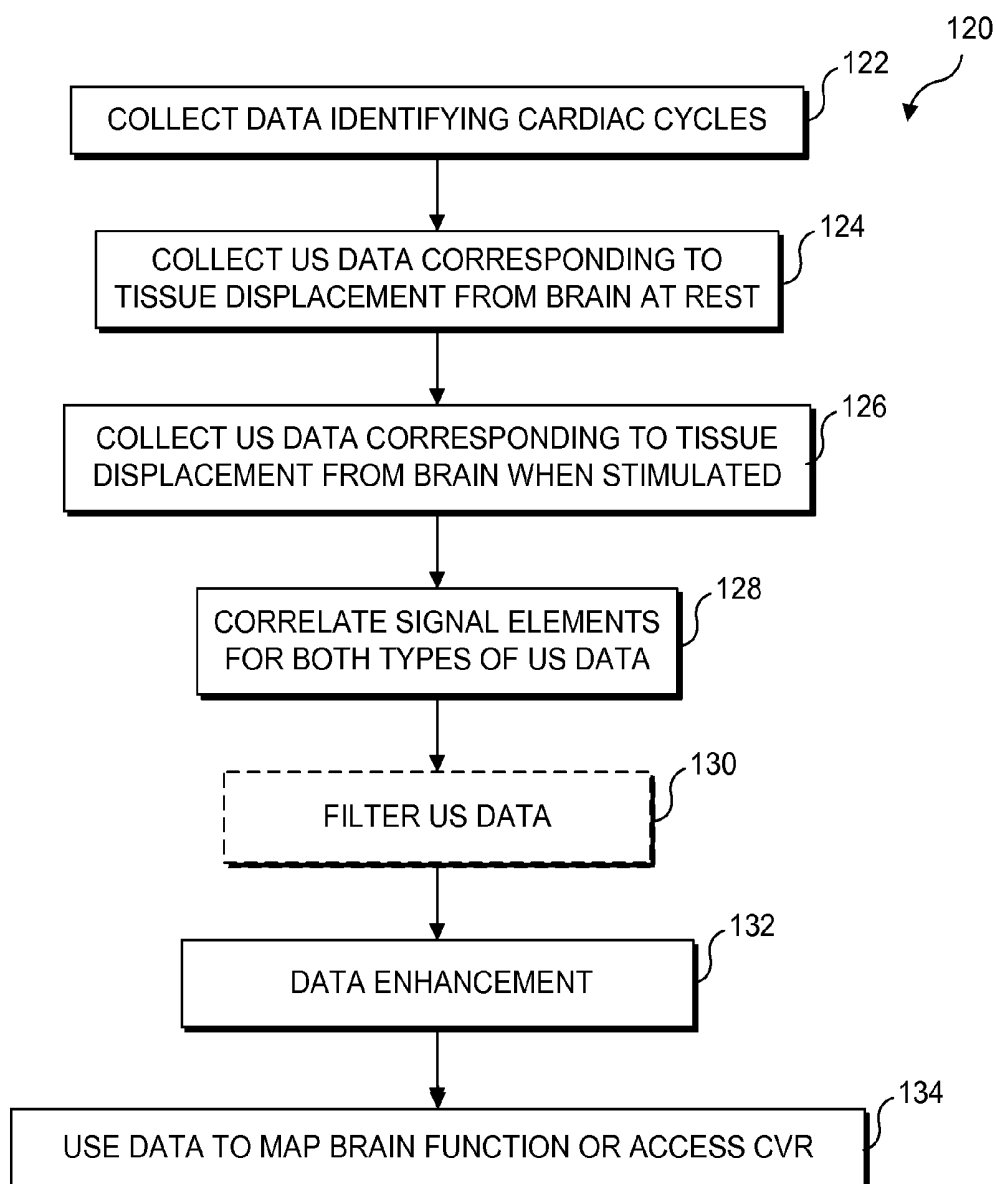 120
122
COLLECT DATA IDENTIFYING CARDIAC CYCLES
124
COLLECT US DATA CORRESPONDING TO
TISSUE DISPLACEMENT FROM BRAIN AT REST
126
COLLECT US DATA CORRESPONDING TO TISSUE
DISPLACEMENT FROM BRAIN WHEN STIMULATED
128
CORRELATE SIGNAL ELEMENTS
FOR BOTH TYPES OF US DATA
130
FILTER US DATA
132
DATA ENHANCEMENT
134
USE DATA TO MAP BRAIN FUNCTION OR ACCESS CVR